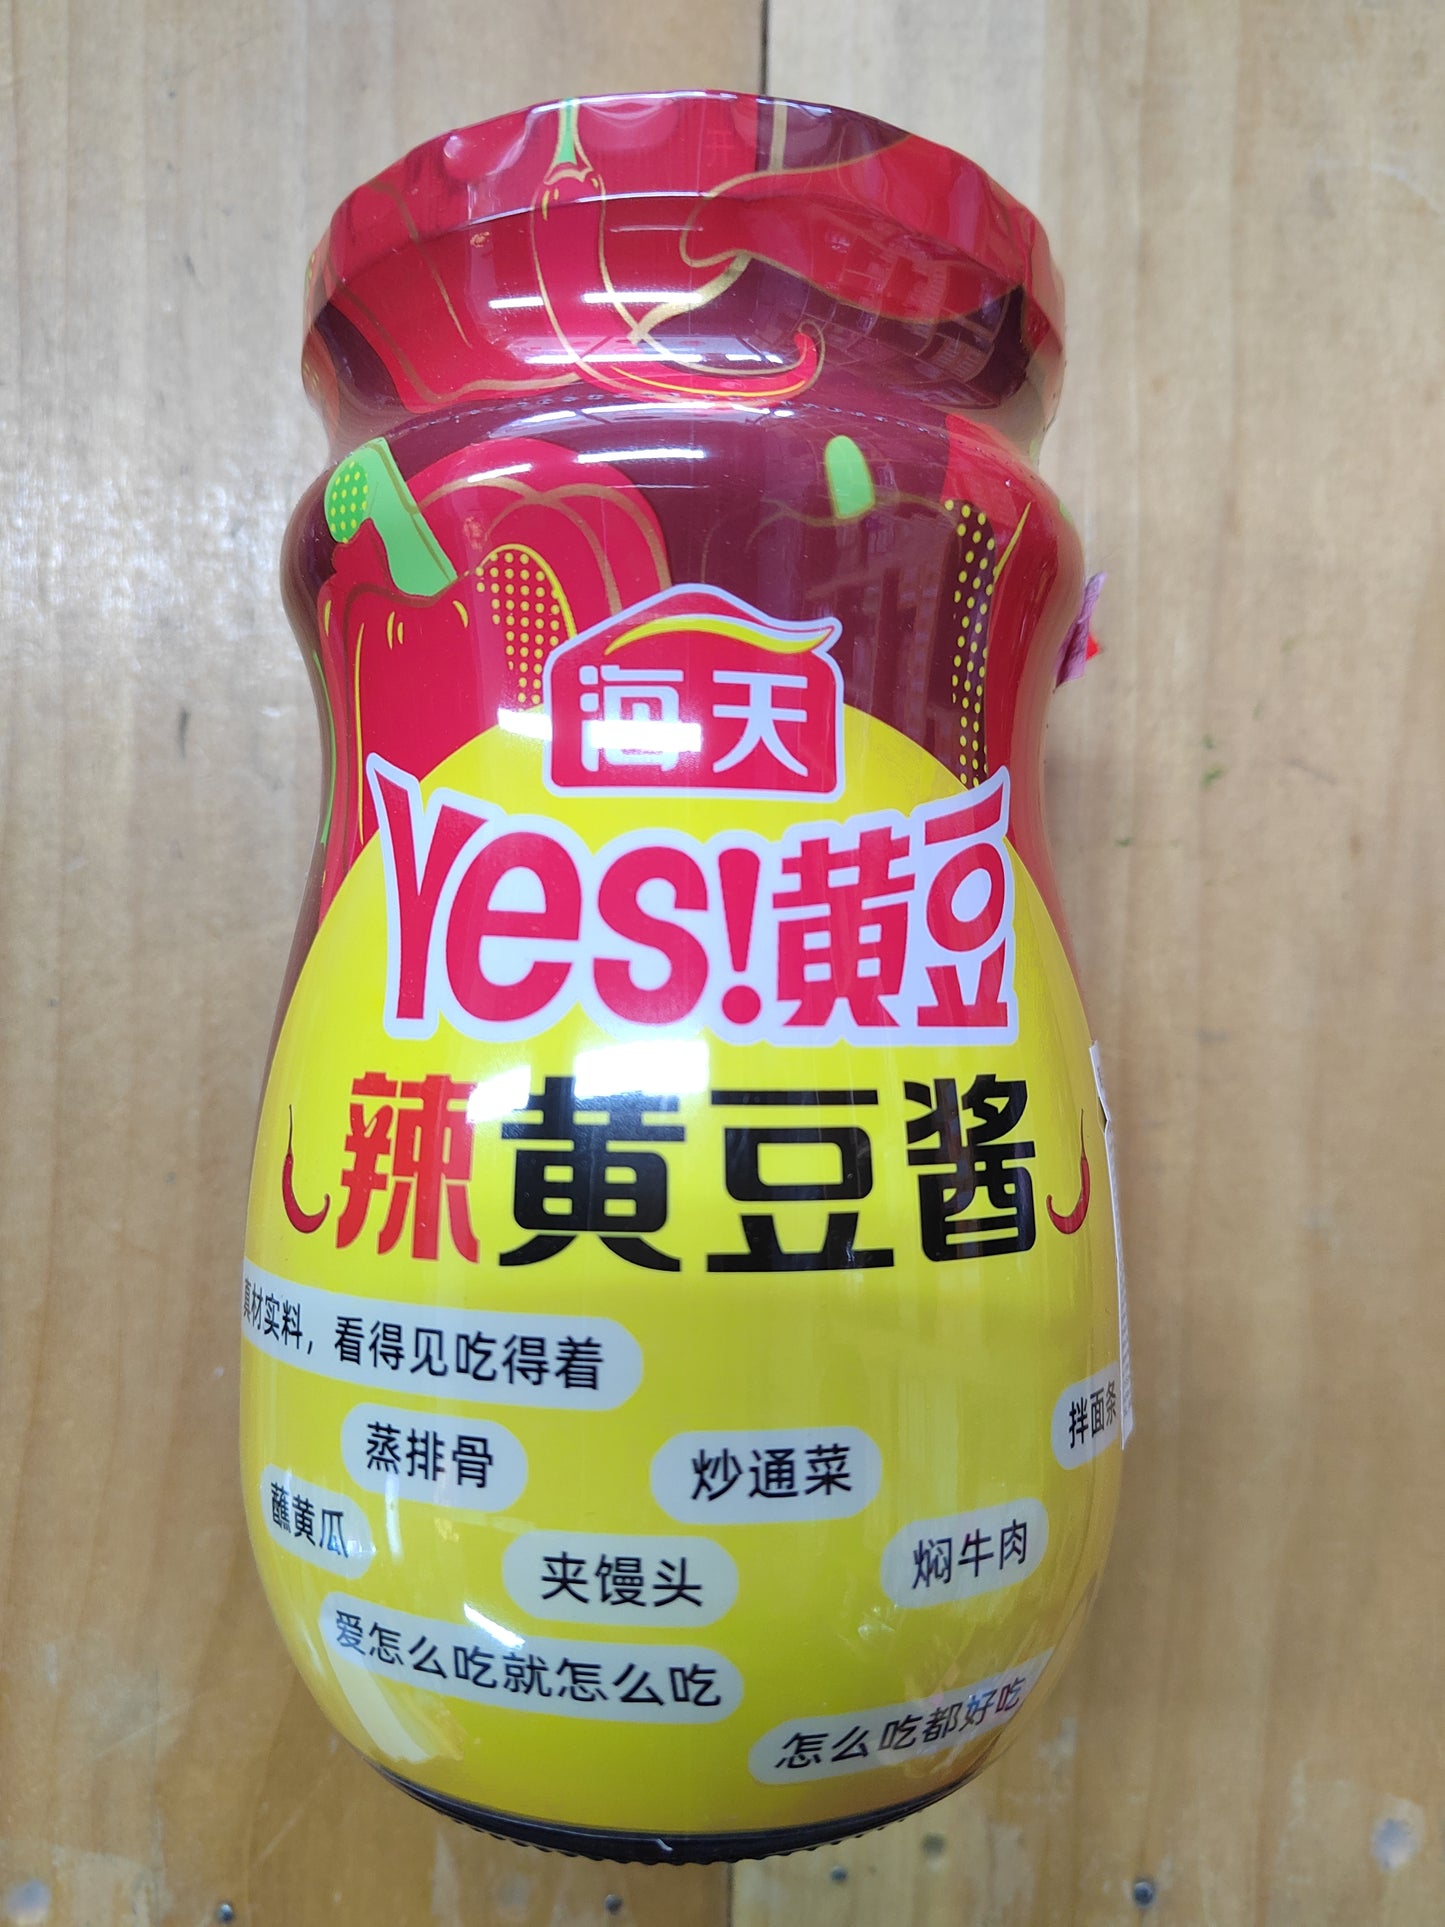 海天
Yes!黄豆
辣黄豆酱
真材实料，看得见吃得着
拌面条
蒸排骨
炒通菜
蘸黄瓜
焖牛肉
夹馒头
爱怎么吃就怎么吃
怎么吃都好吃